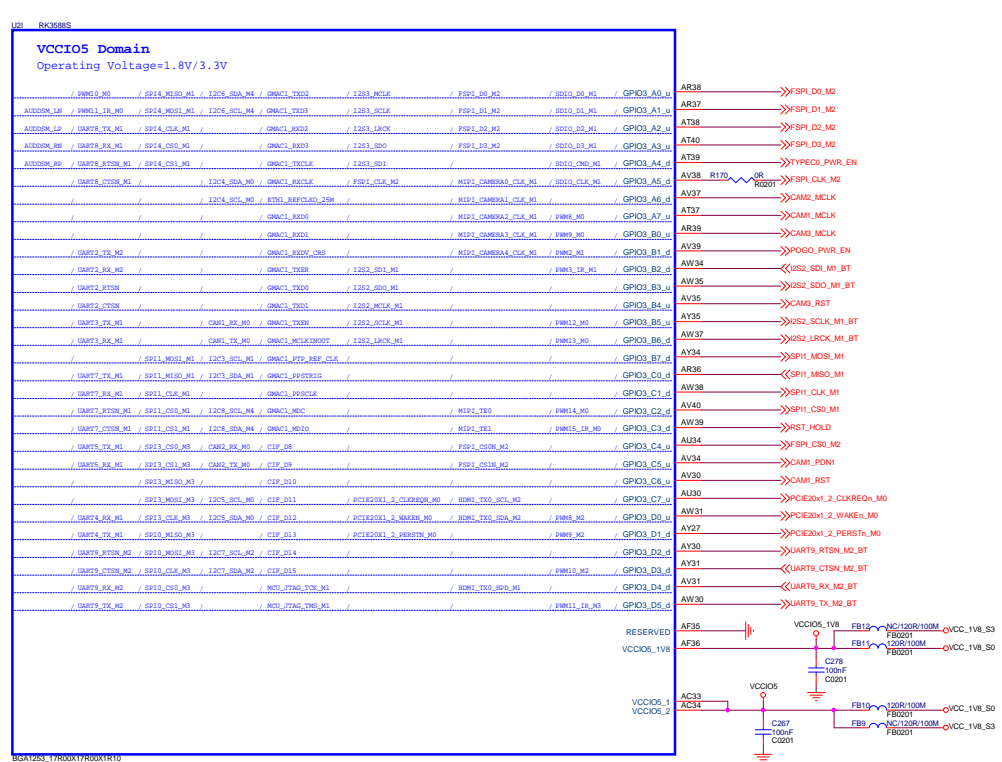 U2I RK3588S
VCCIO5 Domain
Operating Voltage=1.8V/3.3V
/ PWM10_M0 / SPI4_MISO_M1 / I2C6_SDA_M4 / GMAC1_TXD2 / I2S3_MCLK / FSPI_D0_M2 / SDIO_D0_M1 / GPIO3_A0_u AR38 FSPI_D0_M2
AUDDSM_LN / PWM11_IR_M0 / SPI4_MOSI_M1 / I2C6_SCL_M4 / GMAC1_TXD3 / I2S3_SCLK / FSPI_D1_M2 / SDIO_D1_M1 / GPIO3_A1_u AR37 FSPI_D1_M2
AUDDSM_LP / UART8_TX_M1 / SPI4_CLK_M1 / / GMAC1_RXD2 / I2S3_LRCK / FSPI_D2_M2 / SDIO_D2_M1 / GPIO3_A2_u AT38 FSPI_D2_M2
AUDDSM_RN / UART8_RX_M1 / SPI4_CS0_M1 / / GMAC1_RXD3 / I2S3_SDO / FSPI_D3_M2 / SDIO_D3_M1 / GPIO3_A3_u AT40 FSPI_D3_M2
AUDDSM_RP / UART8_RTSN_M1 / SPI4_CS1_M1 / / GMAC1_TXCLK / I2S3_SDI / / SDIO_CMD_M1 / GPIO3_A4_d AT39 TYPEC0_PWR_EN
/ UART8_CTSN_M1 / / I2C4_SDA_M0 / GMAC1_RXCLK / FSPI_CLK_M2 / MIPI_CAMERA0_CLK_M1 / SDIO_CLK_M1 / GPIO3_A5_d AV38 R170 0R R0201 FSPI_CLK_M2
/ / / I2C4_SCL_M0 / ETH1_REFCLKO_25M / / MIPI_CAMERA1_CLK_M1 / / GPIO3_A6_d AV37 CAM2_MCLK
/ / / / GMAC1_RXD0 / / MIPI_CAMERA2_CLK_M1 / PWM8_M0 / GPIO3_A7_u AT37 CAM1_MCLK
/ / / / GMAC1_RXD1 / / MIPI_CAMERA3_CLK_M1 / PWM9_M0 / GPIO3_B0_u AR39 CAM3_MCLK
/ UART2_TX_M2 / / / GMAC1_RXDV_CRS / / MIPI_CAMERA4_CLK_M1 / PWM2_M1 / GPIO3_B1_d AV39 POGO_PWR_EN
/ UART2_RX_M2 / / / GMAC1_TXER / I2S2_SDI_M1 / / PWM3_IR_M1 / GPIO3_B2_d AW34 I2S2_SDI_M1_BT
/ UART2_RTSN / / / GMAC1_TXD0 / I2S2_SDO_M1 / / / GPIO3_B3_u AW35 I2S2_SDO_M1_BT
/ UART2_CTSN / / / GMAC1_TXD1 / I2S2_MCLK_M1 / / / GPIO3_B4_u AV35 CAM3_RST
/ UART3_TX_M1 / / CAN1_RX_M0 / GMAC1_TXEN / I2S2_SCLK_M1 / / PWM12_M0 / GPIO3_B5_u AY35 I2S2_SCLK_M1_BT
/ UART3_RX_M1 / / CAN1_TX_M0 / GMAC1_MCLKINOUT / I2S2_LRCK_M1 / / PWM13_M0 / GPIO3_B6_d AW37 I2S2_LRCK_M1_BT
/ / SPI1_MOSI_M1 / I2C3_SCL_M1 / GMAC1_PTP_REF_CLK / / / / GPIO3_B7_d AY34 SPI1_MOSI_M1
/ UART7_TX_M1 / SPI1_MISO_M1 / I2C3_SDA_M1 / GMAC1_PPSTRIG / / / / GPIO3_C0_d AR36 SPI1_MISO_M1
/ UART7_RX_M1 / SPI1_CLK_M1 / / GMAC1_PPSCLK / / / / GPIO3_C1_d AW38 SPI1_CLK_M1
/ UART7_RTSN_M1 / SPI1_CS0_M1 / I2C8_SCL_M4 / GMAC1_MDC / / MIPI_TE0 / PWM14_M0 / GPIO3_C2_d AV40 SPI1_CS0_M1
/ UART7_CTSN_M1 / SPI1_CS1_M1 / I2C8_SDA_M4 / GMAC1_MDIO / / MIPI_TE1 / PWM15_IR_M0 / GPIO3_C3_d AW39 RST_HOLD
/ UART5_TX_M1 / SPI3_CS0_M3 / CAN2_RX_M0 / CIF_D8 / / FSPI_CS0N_M2 / / GPIO3_C4_u AU34 FSPI_CS0_M2
/ UART5_RX_M1 / SPI3_CS1_M3 / CAN2_TX_M0 / CIF_D9 / / FSPI_CS1N_M2 / / GPIO3_C5_u AV34 CAM1_PDN1
/ / SPI3_MISO_M3 / / CIF_D10 / / / / GPIO3_C6_u AV30 CAM1_RST
/ / SPI3_MOSI_M3 / I2C5_SCL_M0 / CIF_D11 / PCIE20X1_2_CLKREQN_M0 / HDMI_TX0_SCL_M2 / / GPIO3_C7_u AU30 PCIE20x1_2_CLKREQn_M0
/ UART4_RX_M1 / SPI3_CLK_M3 / I2C5_SDA_M0 / CIF_D12 / PCIE20X1_2_WAKEN_M0 / HDMI_TX0_SDA_M2 / PWM8_M2 / GPIO3_D0_u AW31 PCIE20x1_2_WAKEn_M0
/ UART4_TX_M1 / SPI0_MISO_M3 / / CIF_D13 / PCIE20X1_2_PERSTN_M0 / / PWM9_M2 / GPIO3_D1_d AY27 PCIE20x1_2_PERSTn_M0
/ UART9_RTSN_M2 / SPI0_MOSI_M3 / I2C7_SCL_M2 / CIF_D14 / / / / GPIO3_D2_d AY30 UART9_RTSN_M2_BT
/ UART9_CTSN_M2 / SPI0_CLK_M3 / I2C7_SDA_M2 / CIF_D15 / / / PWM10_M2 / GPIO3_D3_d AY31 UART9_CTSN_M2_BT
/ UART9_RX_M2 / SPI0_CS0_M3 / / MCU_JTAG_TCK_M1 / / HDMI_TX0_HPD_M1 / / GPIO3_D4_d AV31 UART9_RX_M2_BT
/ UART9_TX_M2 / SPI0_CS1_M3 / / MCU_JTAG_TMS_M1 / / / PWM11_IR_M3 / GPIO3_D5_d AW30 UART9_TX_M2_BT
RESERVED AF35 VCCIO5_1V8 FB12 NC/120R/100M FB0201 VCC_1V8_S3
VCCIO5_1V8 AF36 FB11 120R/100M FB0201 VCC_1V8_S0
C278
100nF
C0201
VCCIO5
VCCIO5_1 AC33
VCCIO5_2 AC34 FB10 120R/100M FB0201 VCC_1V8_S0
C267 FB9 NC/120R/100M FB0201 VCC_1V8_S3
100nF
C0201
BGA1253_17R00X17R00X1R10